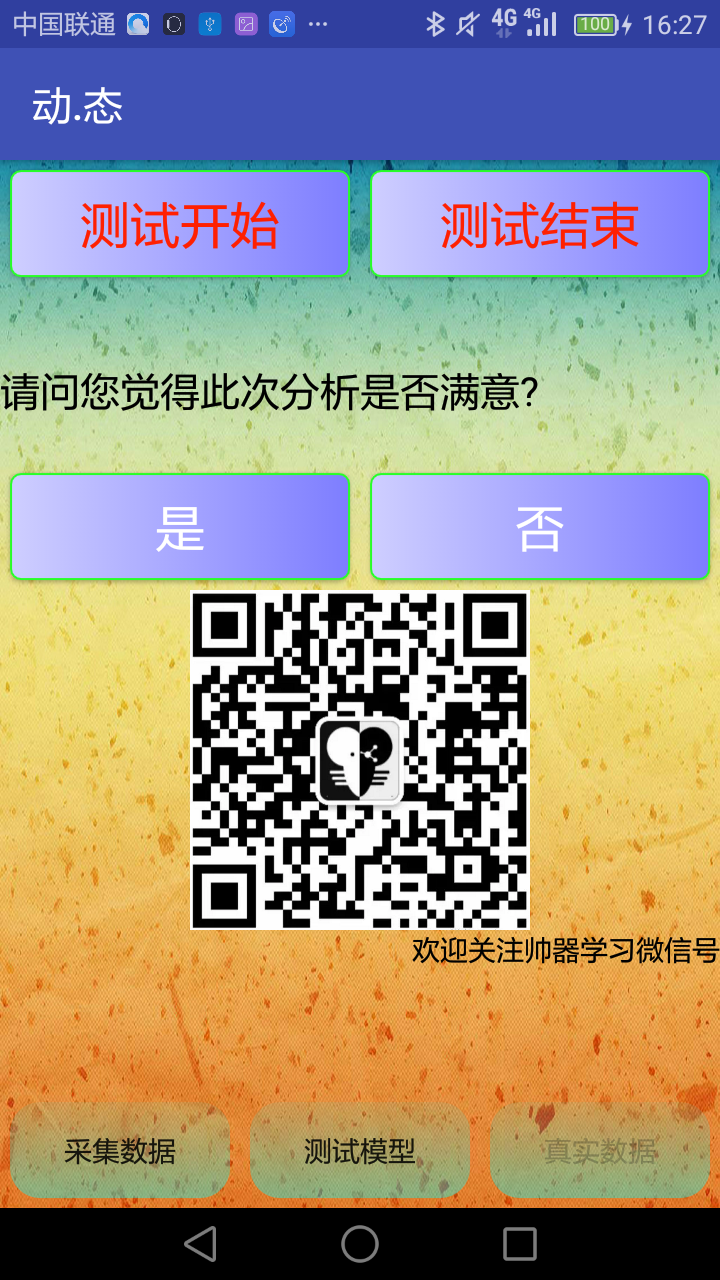 中国联通 4G 4G 100 16:27
动.态
测试开始 测试结束
请问您觉得此次分析是否满意?
是 否
欢迎关注帅器学习微信号
采集数据 测试模型 真实数据